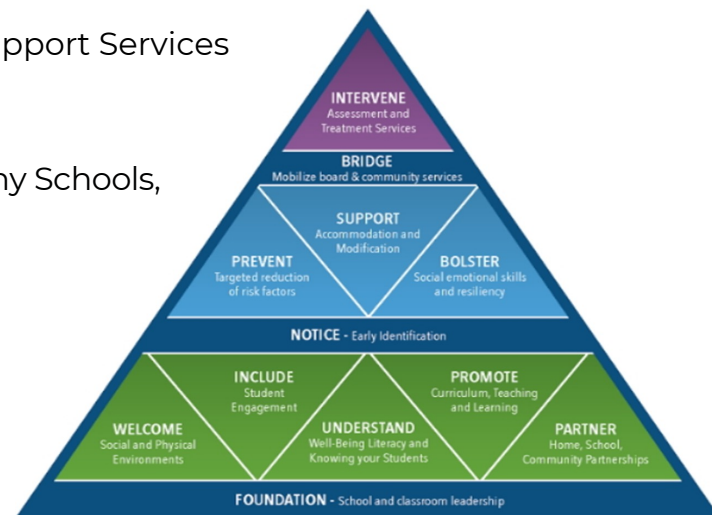 pport Services
ny Schools,
INTERVENE
Assessment and
Treatment Services
BRIDGE
Mobilize board & community services
SUPPORT
Accommodation and
Modification
PREVENT
Targeted reduction
of risk factors
BOLSTER
Social emotional skills
and resiliency
NOTICE - Early Identification
INCLUDE
Student
Engagement
PROMOTE
Curriculum, Teaching
and Learning
WELCOME
Social and Physical
Environments
UNDERSTAND
Well-Being Literacy and
Knowing your Students
PARTNER
Home, School,
Community Partnerships
FOUNDATION - School and classroom leadership